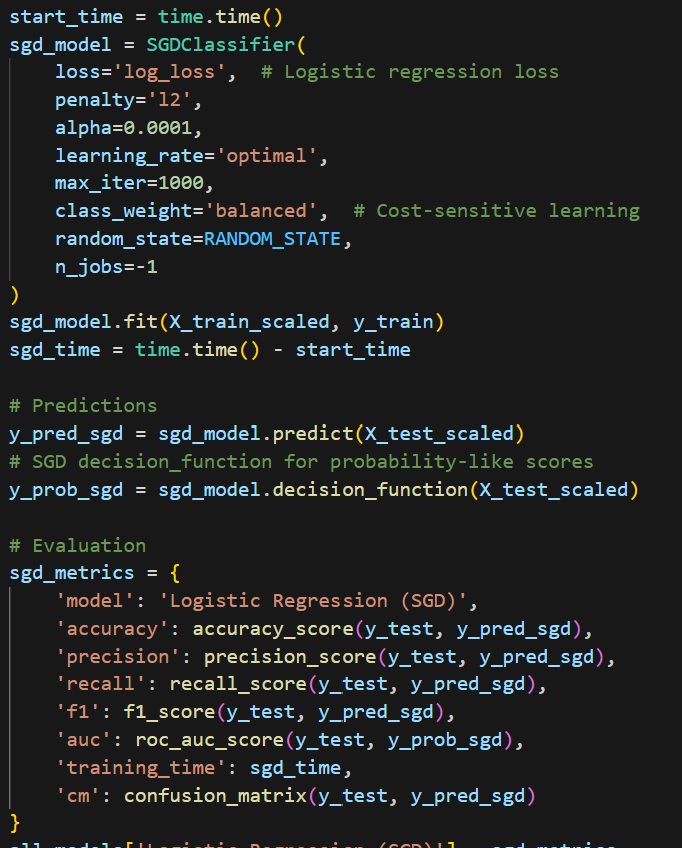 start_time = time.time()
sgd_model = SGDClassifier(
    loss='log_loss',  # Logistic regression loss
    penalty='l2',
    alpha=0.0001,
    learning_rate='optimal',
    max_iter=1000,
    class_weight='balanced',  # Cost-sensitive learning
    random_state=RANDOM_STATE,
    n_jobs=-1
)
sgd_model.fit(X_train_scaled, y_train)
sgd_time = time.time() - start_time

# Predictions
y_pred_sgd = sgd_model.predict(X_test_scaled)
# SGD decision_function for probability-like scores
y_prob_sgd = sgd_model.decision_function(X_test_scaled)

# Evaluation
sgd_metrics = {
    'model': 'Logistic Regression (SGD)',
    'accuracy': accuracy_score(y_test, y_pred_sgd),
    'precision': precision_score(y_test, y_pred_sgd),
    'recall': recall_score(y_test, y_pred_sgd),
    'f1': f1_score(y_test, y_pred_sgd),
    'auc': roc_auc_score(y_test, y_prob_sgd),
    'training_time': sgd_time,
    'cm': confusion_matrix(y_test, y_pred_sgd)
}